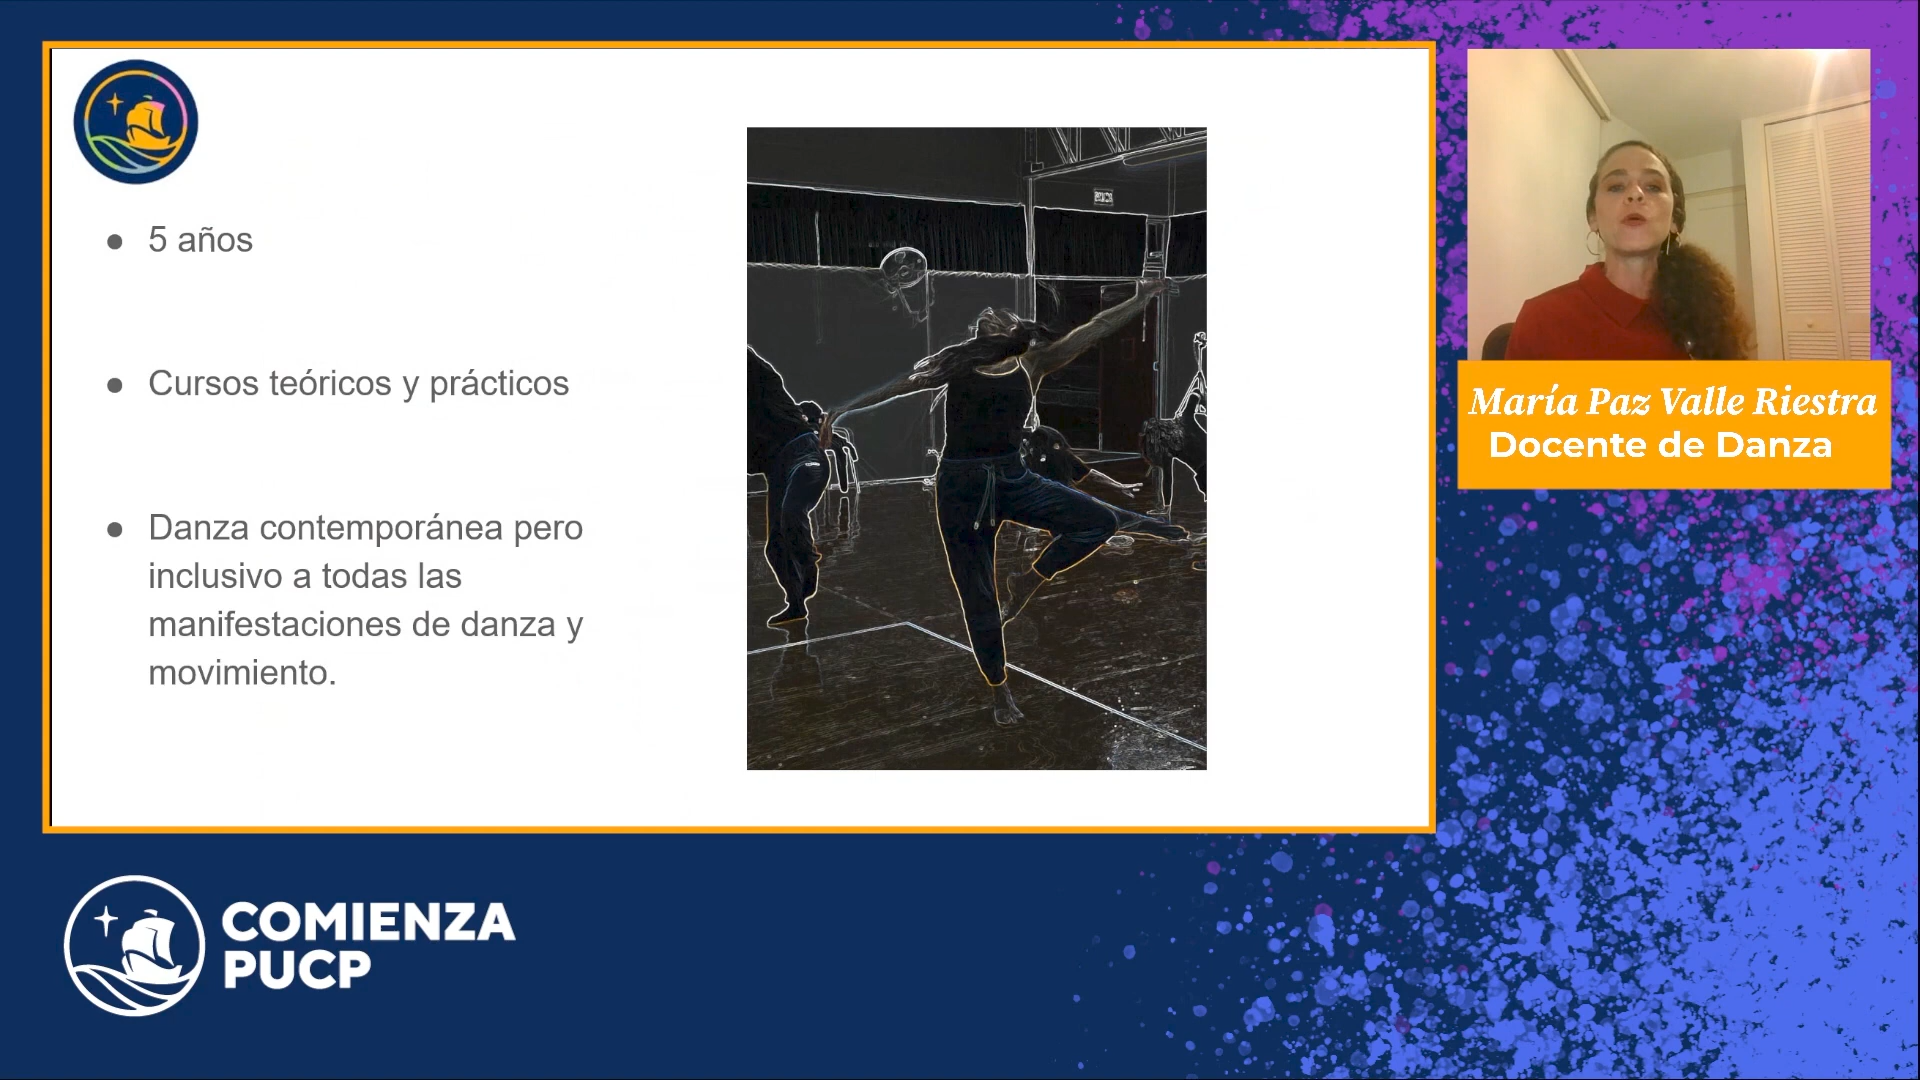 5 años
Cursos teóricos y prácticos
Danza contemporánea pero
inclusivo a todas las
manifestaciones de danza y
movimiento.
María Paz Valle Riestra
Docente de Danza
COMIENZA
PUCP